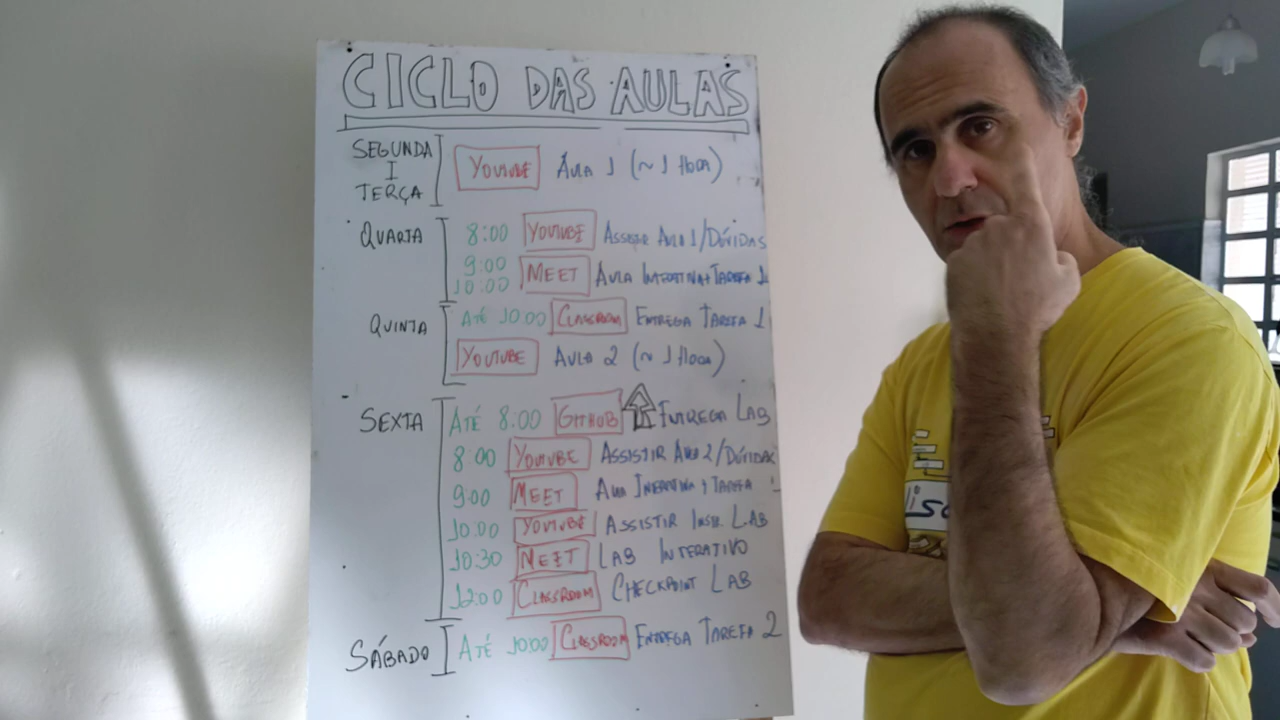 CICLO DAS AULAS
SEGUNDA
I
TERÇA
YOUTUBE AULA 1 (~ 1 HORA)
QUARTA
8:00 YOUTUBE ASSISTIR AULA 1/DÚVIDAS
9:00 MEET AULA INTERATIVA+TAREFA 1
10:00
QUINTA
ATÉ 10:00 CLASSROOM ENTREGA TAREFA 1
YOUTUBE AULA 2 (~ 1 HORA)
SEXTA
ATÉ 8:00 GITHUB ENTREGA LAB
8:00 YOUTUBE ASSISTIR AULA 2/DÚVIDAS
9:00 MEET AULA INTERATIVA + TAREFA
10:00 YOUTUBE ASSISTIR INSTR. LAB
10:30 MEET LAB INTERATIVO
12:00 CLASSROOM CHECKPOINT LAB
SÁBADO
ATÉ 10:00 CLASSROOM ENTREGA TAREFA 2